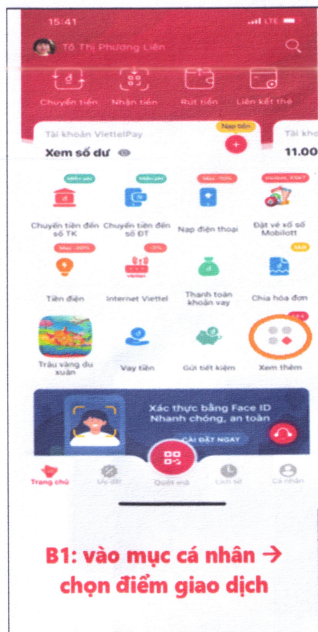 15:41
LTE
Tô Thị Phương Liên
Chuyển tiền Nhận tiền Rút tiền Liên kết thẻ
Tài khoản ViettelPay
Nạp tiền
Tài kho
Xem số dư
11.00
Miễn phí Miễn phí
Chuyển tiền đến số TK
Chuyển tiền đến số ĐT
Nạp điện thoại
Đặt vé xổ số Mobilott
Tiền điện
Internet Viettel
Thanh toán khoản vay
Chia hóa đơn
Trâu vàng du xuân
Vay tiền
Gửi tiết kiệm
Xem thêm
Xác thực bằng Face ID
Nhanh chóng, an toàn
CÀI ĐẶT NGAY
Trang chủ Ưu đãi Quét mã Lịch sử Cá nhân
B1: vào mục cá nhân →
chọn điểm giao dịch